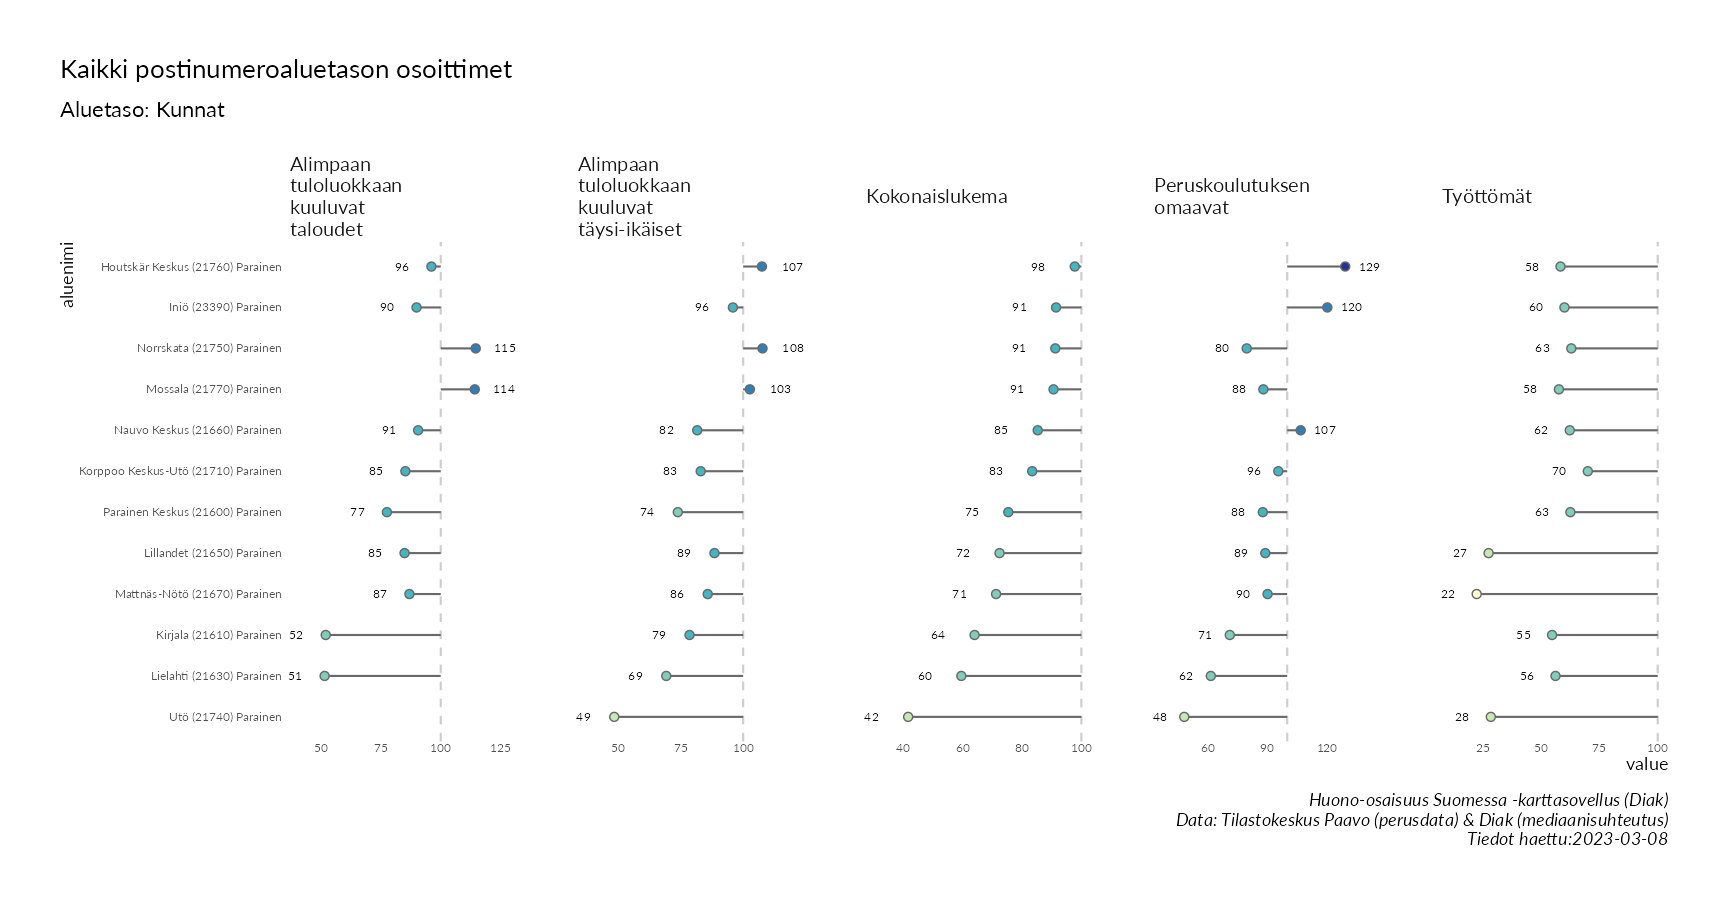 Kaikki postinumeroaluetason osoittimet
Aluetaso: Kunnat
Alimpaan
tuloluokkaan
kuuluvat
taloudet
Alimpaan
tuloluokkaan
kuuluvat
täysi-ikäiset
Kokonaislukema
Peruskoulutuksen
omaavat
Työttömät
aluenimi
Houtskär Keskus (21760) Parainen 96 107 98 129 58
Iniö (23390) Parainen 90 96 91 120 60
Norrskata (21750) Parainen 115 108 91 80 63
Mossala (21770) Parainen 114 103 91 88 58
Nauvo Keskus (21660) Parainen 91 82 85 107 62
Korppoo Keskus-Utö (21710) Parainen 85 83 83 96 70
Parainen Keskus (21600) Parainen 77 74 75 88 63
Lillandet (21650) Parainen 85 89 72 89 27
Mattnäs-Nötö (21670) Parainen 87 86 71 90 22
Kirjala (21610) Parainen 52 79 64 71 55
Lielahti (21630) Parainen 51 69 60 62 56
Utö (21740) Parainen 49 42 48 28
50 75 100 125 50 75 100 40 60 80 100 60 90 120 25 50 75 100
value
Huono-osaisuus Suomessa -karttasovellus (Diak)
Data: Tilastokeskus Paavo (perusdata) & Diak (mediaanisuhteutus)
Tiedot haettu:2023-03-08